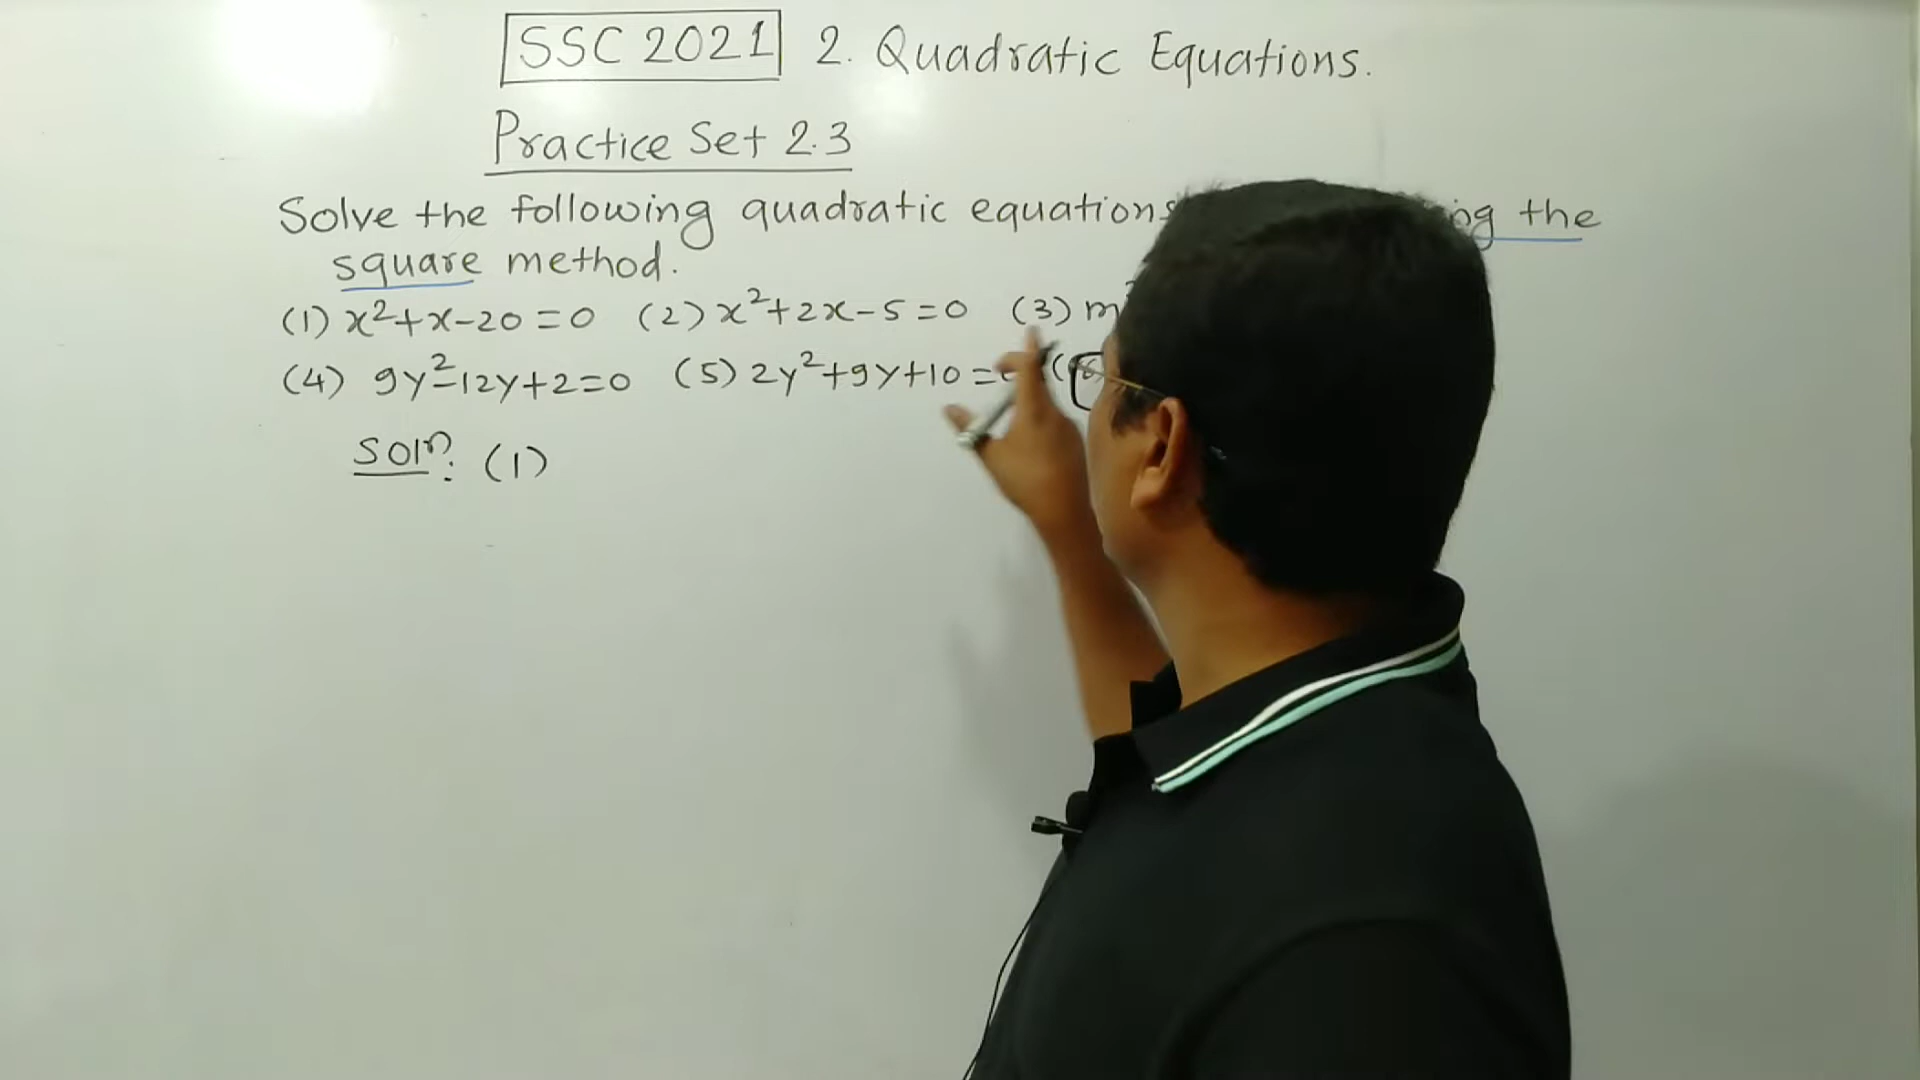 SSC 2021 2. Quadratic Equations.
Practice Set 2.3
Solve the following quadratic equations the
square method.
(1) x²+x-20=0 (2) x²+2x-5=0 (3) m
(4) 9y²-12y+2=0 (5) 2y²+9y+10=
Solⁿ: (1)